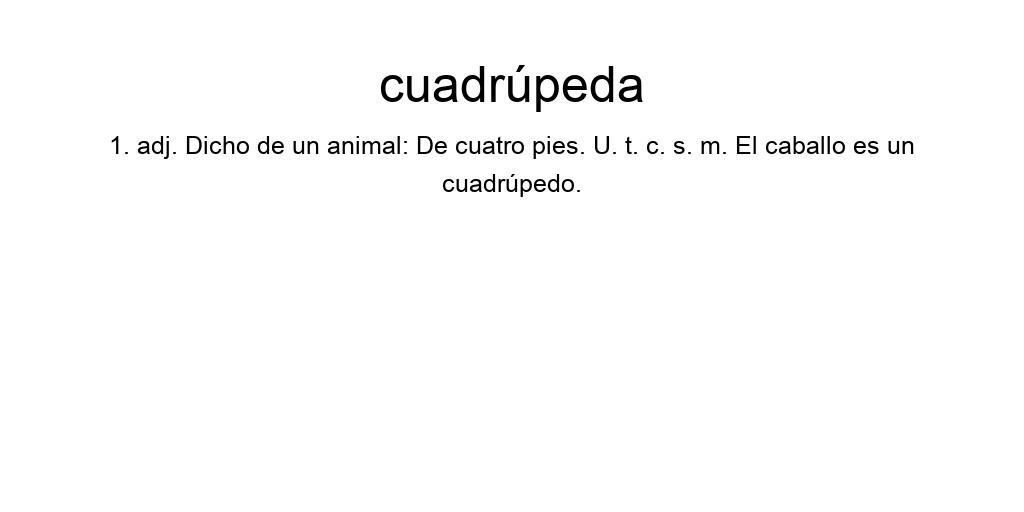 cuadrúpeda
1. adj. Dicho de un animal: De cuatro pies. U. t. c. s. m. El caballo es un
cuadrúpedo.